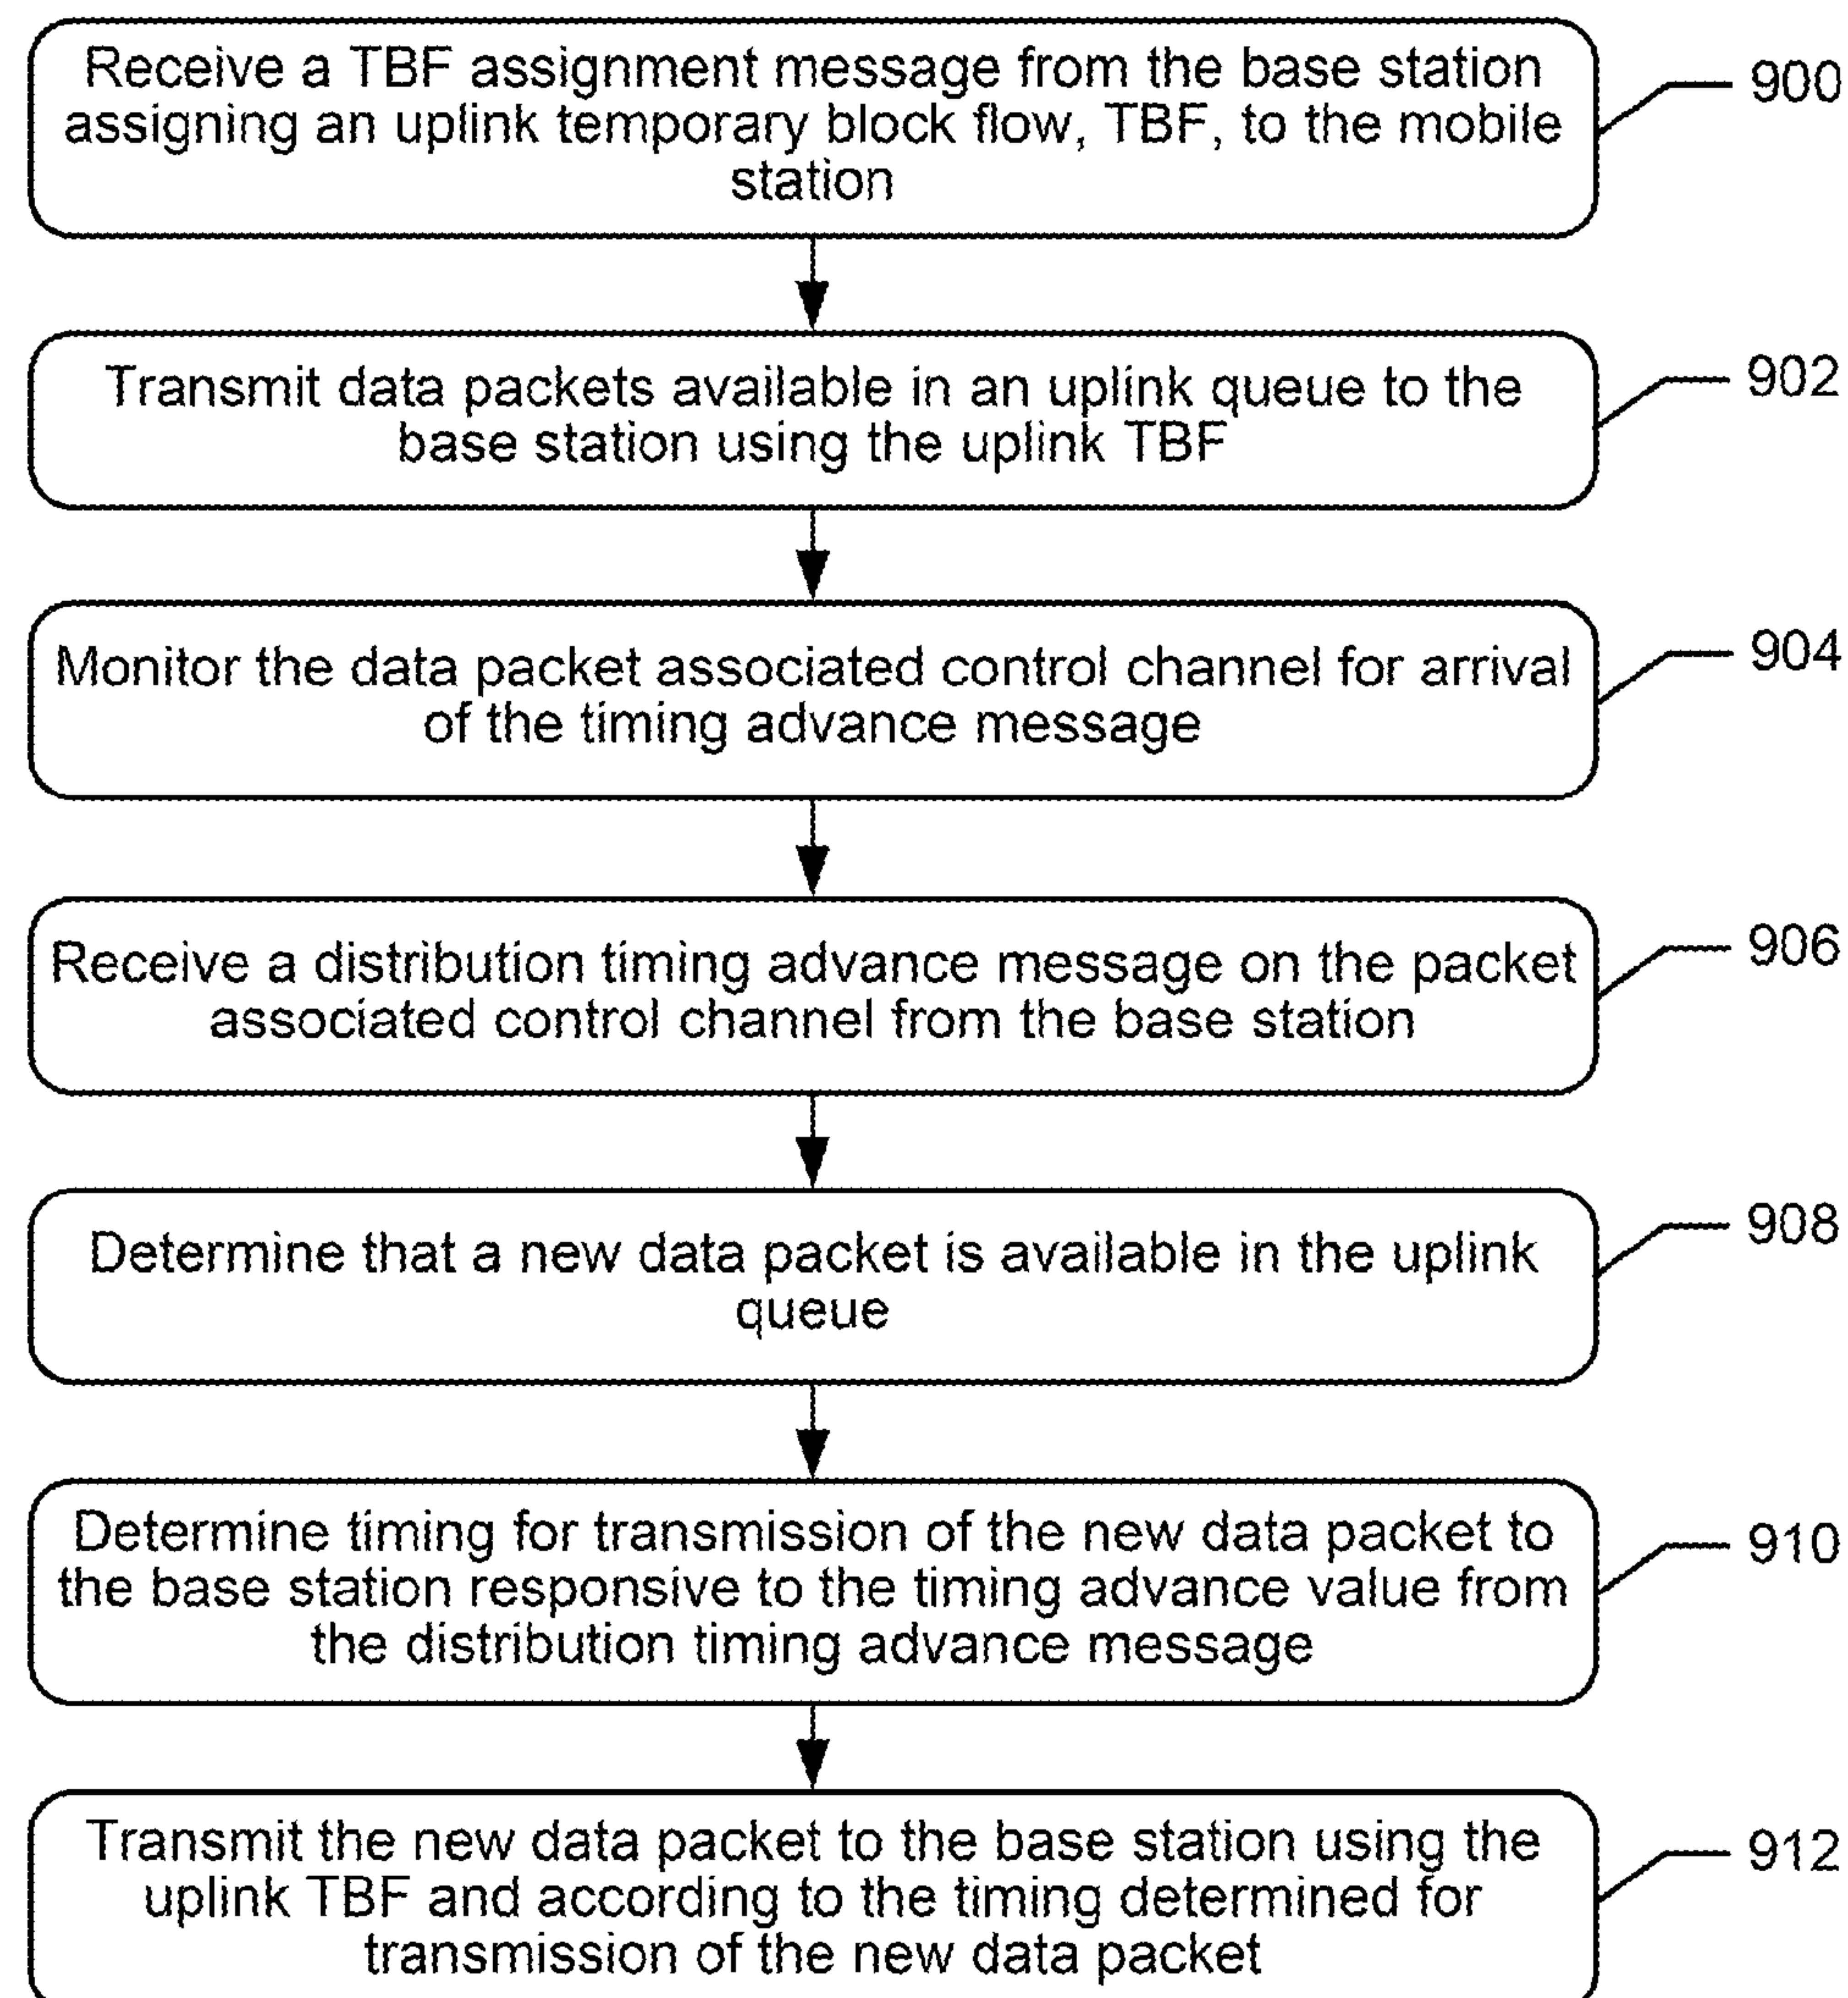 Receive a TBF assignment message from the base station
assigning an uplink temporary block flow, TBF, to the mobile
station
900
Transmit data packets available in an uplink queue to the
base station using the uplink TBF
902
Monitor the data packet associated control channel for arrival
of the timing advance message
904
Receive a distribution timing advance message on the packet
associated control channel from the base station
906
Determine that a new data packet is available in the uplink
queue
908
Determine timing for transmission of the new data packet to
the base station responsive to the timing advance value from
the distribution timing advance message
910
Transmit the new data packet to the base station using the
uplink TBF and according to the timing determined for
transmission of the new data packet
912